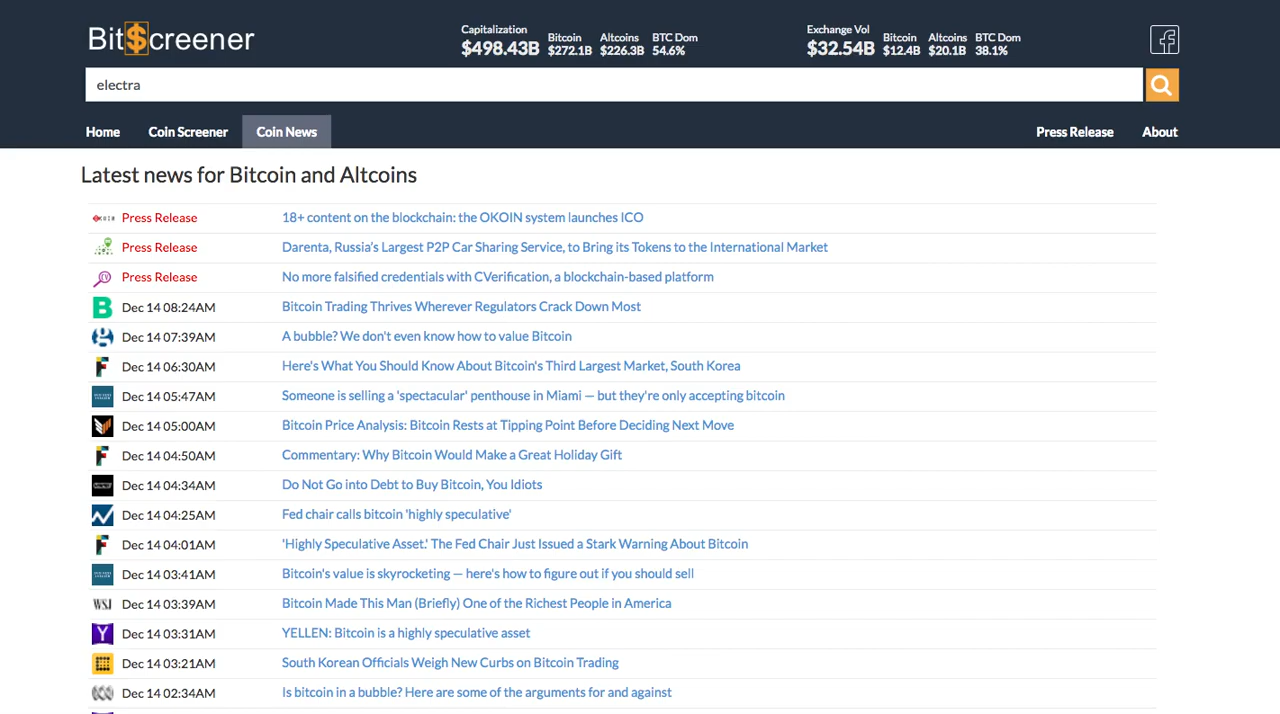 Bit$creener
Capitalization
$498.43B
Bitcoin Altcoins BTC Dom
$272.1B $226.3B 54.6%
Exchange Vol
$32.54B
Bitcoin Altcoins BTC Dom
$12.4B $20.1B 38.1%
electra
Home Coin Screener Coin News Press Release About
Latest news for Bitcoin and Altcoins
Press Release 18+ content on the blockchain: the OKOIN system launches ICO
Press Release Darenta, Russia's Largest P2P Car Sharing Service, to Bring its Tokens to the International Market
Press Release No more falsified credentials with CVerification, a blockchain-based platform
B Dec 14 08:24AM Bitcoin Trading Thrives Wherever Regulators Crack Down Most
Dec 14 07:39AM A bubble? We don't even know how to value Bitcoin
F Dec 14 06:30AM Here's What You Should Know About Bitcoin's Third Largest Market, South Korea
Dec 14 05:47AM Someone is selling a 'spectacular' penthouse in Miami — but they're only accepting bitcoin
Dec 14 05:00AM Bitcoin Price Analysis: Bitcoin Rests at Tipping Point Before Deciding Next Move
F Dec 14 04:50AM Commentary: Why Bitcoin Would Make a Great Holiday Gift
Dec 14 04:34AM Do Not Go into Debt to Buy Bitcoin, You Idiots
Dec 14 04:25AM Fed chair calls bitcoin 'highly speculative'
F Dec 14 04:01AM 'Highly Speculative Asset.' The Fed Chair Just Issued a Stark Warning About Bitcoin
Dec 14 03:41AM Bitcoin's value is skyrocketing — here's how to figure out if you should sell
WSJ Dec 14 03:39AM Bitcoin Made This Man (Briefly) One of the Richest People in America
Y Dec 14 03:31AM YELLEN: Bitcoin is a highly speculative asset
Dec 14 03:21AM South Korean Officials Weigh New Curbs on Bitcoin Trading
Dec 14 02:34AM Is bitcoin in a bubble? Here are some of the arguments for and against